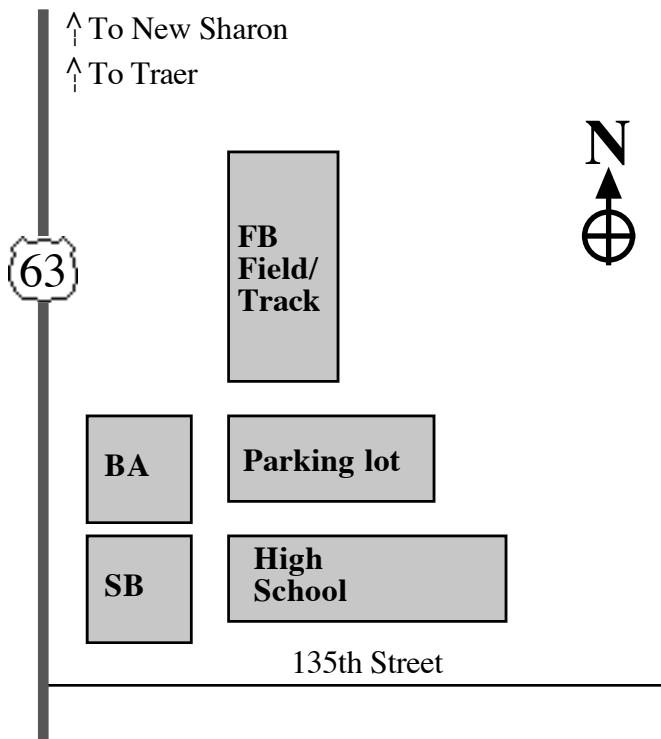 To New Sharon
To Traer
N
63
FB
Field/
Track
BA
Parking lot
SB
High
School
135th Street